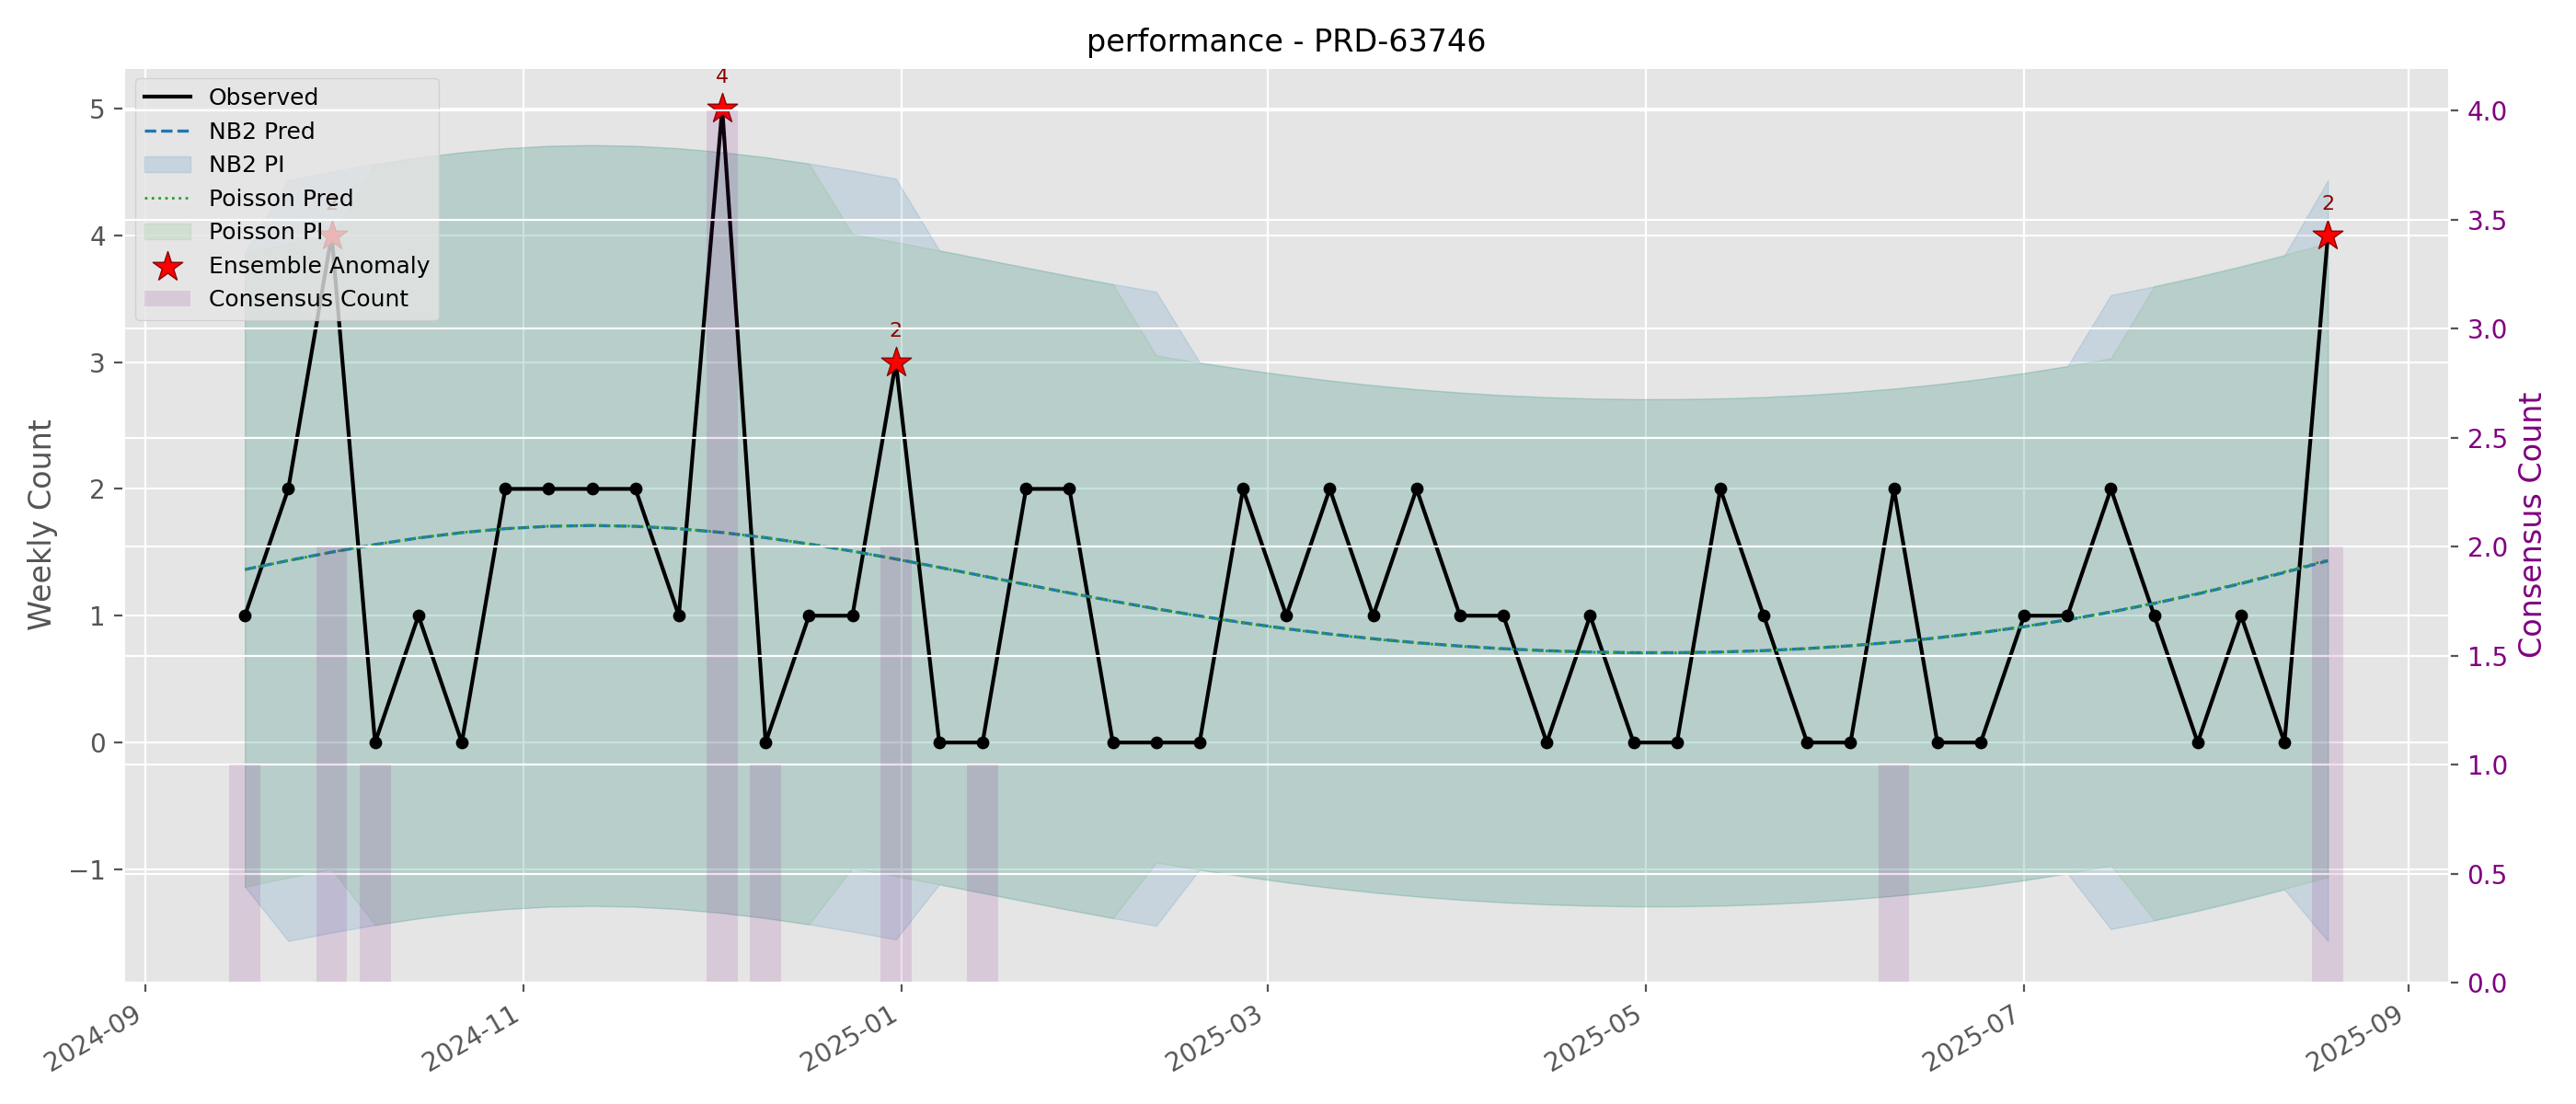 performance - PRD-63746
Observed
NB2 Pred
NB2 PI
Poisson Pred
Poisson PI
Ensemble Anomaly
Consensus Count
4
2
2
5
4
3
2
1
0
−1
Weekly Count
4.0
3.5
3.0
2.5
2.0
1.5
1.0
0.5
0.0
Consensus Count
2024-09
2024-11
2025-01
2025-03
2025-05
2025-07
2025-09